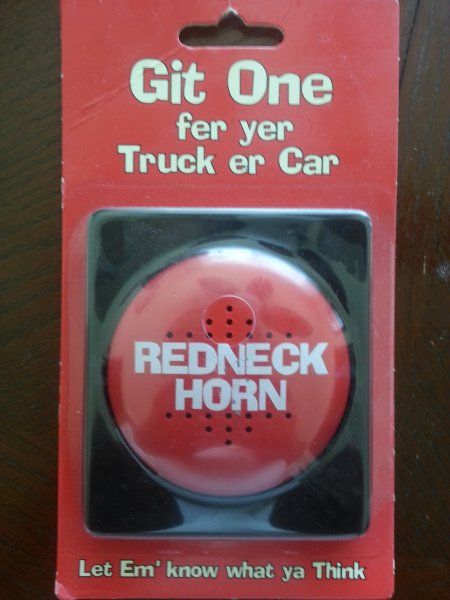 Git One
fer yer
Truck er Car
REDNECK
HORN
Let Em' know what ya Think